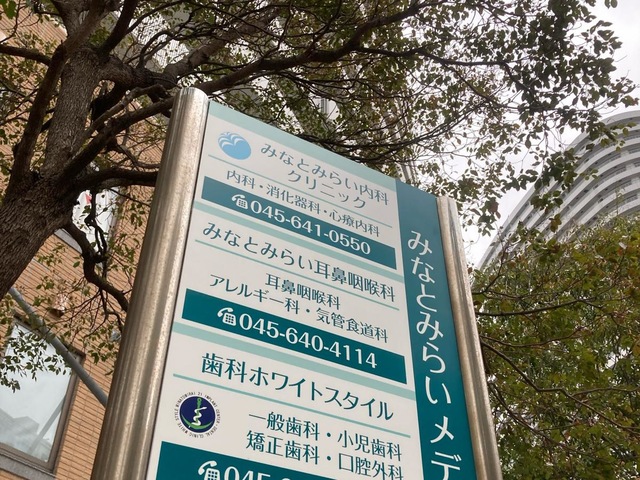 みなとみらい内科
クリニック
内科・消化器科・心療内科
045-641-0550
みなとみらい耳鼻咽喉科
耳鼻咽喉科
アレルギー科・気管食道科
045-640-4114
歯科ホワイトスタイル
一般歯科・小児歯科
矯正歯科・口腔外科
045
みなとみらいメデ